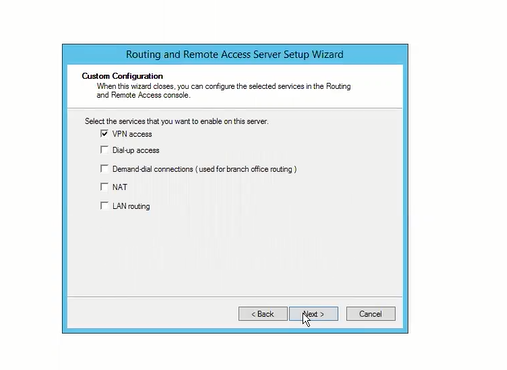 Routing and Remote Access Server Setup Wizard
Custom Configuration
When this wizard closes, you can configure the selected services in the Routing
and Remote Access console.
Select the services that you want to enable on this server.
VPN access
Dial-up access
Demand-dial connections ( used for branch office routing )
NAT
LAN routing
< Back
Next >
Cancel